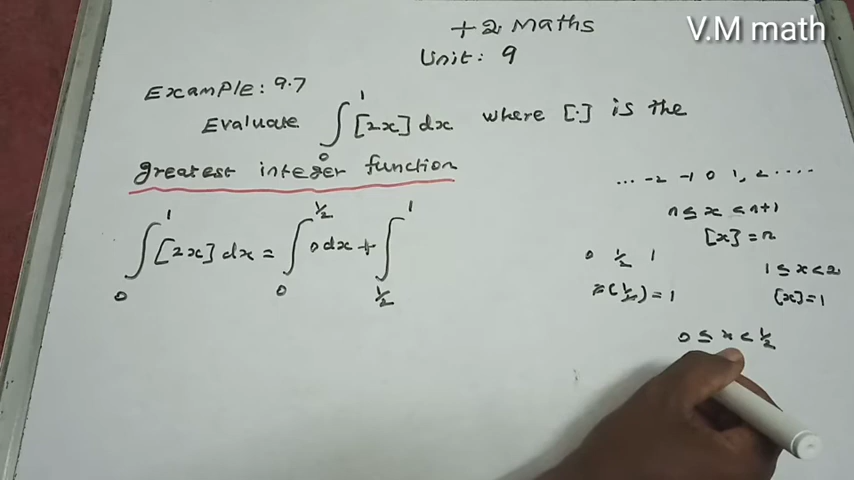 +2 Maths
V.M math
Unit: 9
Example: 9.7
Evaluate ∫₀¹ [2x] dx where [·] is the
greatest integer function
... -2 -1 0 1, 2 ....
n ≤ x < n+1
[x] = n
∫₀¹ [2x] dx = ∫₀^½ 0 dx + ∫_½¹
0 ½ 1
1 ≤ x < 2
2(½) = 1
[x] = 1
0 ≤ x < ½